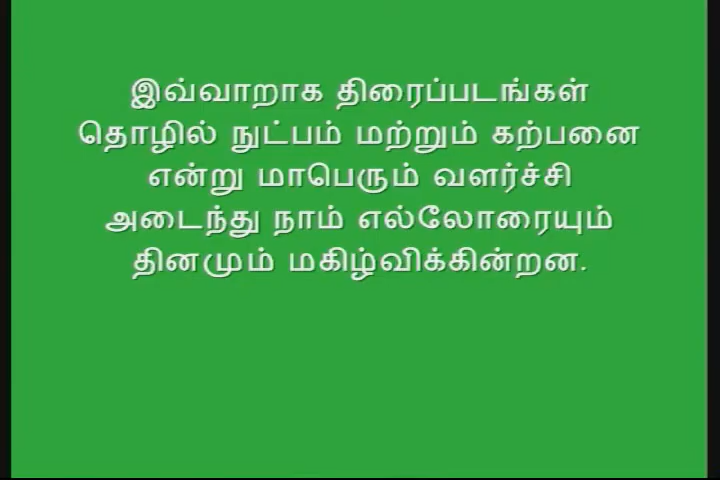 இவ்வாறாக திரைப்படங்கள்
தொழில் நுட்பம் மற்றும் கற்பனை
என்று மாபெரும் வளர்ச்சி
அடைந்து நாம் எல்லோரையும்
தினமும் மகிழ்விக்கின்றன.